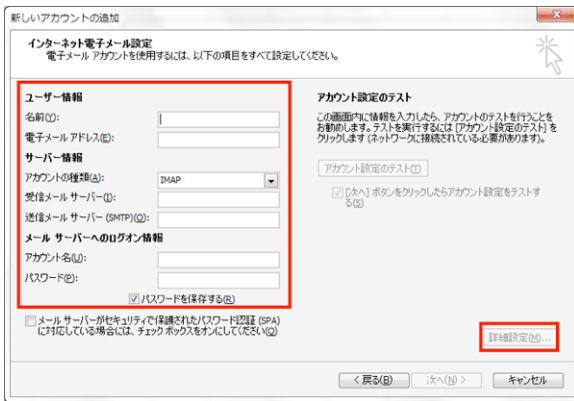 新しいアカウントの追加
インターネット電子メール設定
電子メール アカウントを使用するには、以下の項目をすべて設定してください。
ユーザー情報
名前(Y):
電子メール アドレス(E):
サーバー情報
アカウントの種類(A):
IMAP
受信メール サーバー(I):
送信メール サーバー (SMTP)(O):
メール サーバーへのログオン情報
アカウント名(U):
パスワード(P):
パスワードを保存する(R)
メール サーバーがセキュリティで保護されたパスワード認証 (SPA)
に対応している場合には、チェック ボックスをオンにしてください(Q)
アカウント設定のテスト
この画面内に情報を入力したら、アカウントのテストを行うことを
お勧めします。テストを実行するには [アカウント設定のテスト] を
クリックします (ネットワークに接続されている必要があります)。
アカウント設定のテスト(T)
[次へ] ボタンをクリックしたらアカウント設定をテストす
る(S)
詳細設定(M)...
< 戻る(B)
次へ(N) >
キャンセル